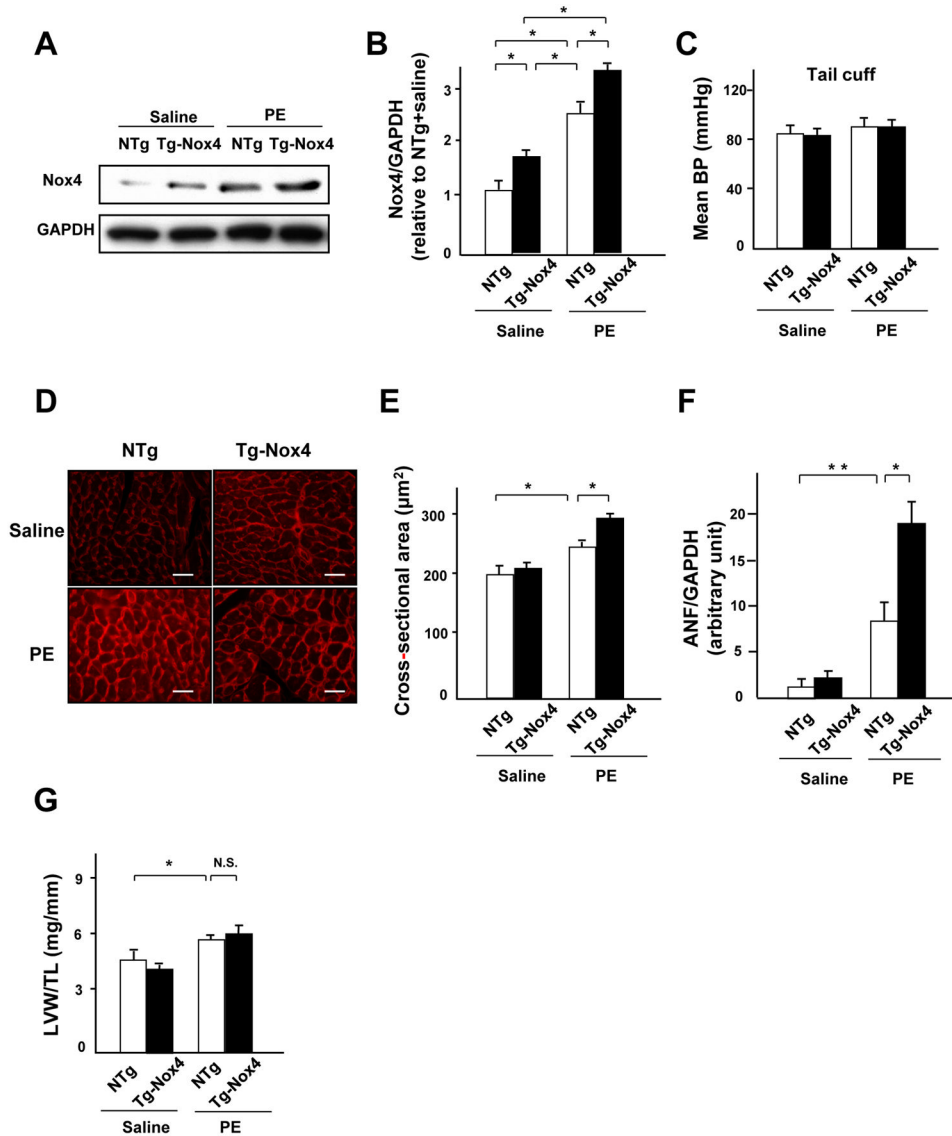 A
Saline PE
NTg Tg-Nox4 NTg Tg-Nox4
Nox4
GAPDH
B
Nox4/GAPDH
(relative to NTg+saline)
3
2
1
0
* * * * *
NTg Tg-Nox4 NTg Tg-Nox4
Saline PE
C
Tail cuff
Mean BP (mmHg)
120
80
40
0
NTg Tg-Nox4 NTg Tg-Nox4
Saline PE
D
NTg Tg-Nox4
Saline
PE
E
Cross-sectional area (µm²)
300
200
100
0
* *
NTg Tg-Nox4 NTg Tg-Nox4
Saline PE
F
ANF/GAPDH
(arbitrary unit)
20
15
10
5
0
** *
NTg Tg-Nox4 NTg Tg-Nox4
Saline PE
G
LVW/TL (mg/mm)
9
6
3
0
* N.S.
NTg Tg-Nox4 NTg Tg-Nox4
Saline PE